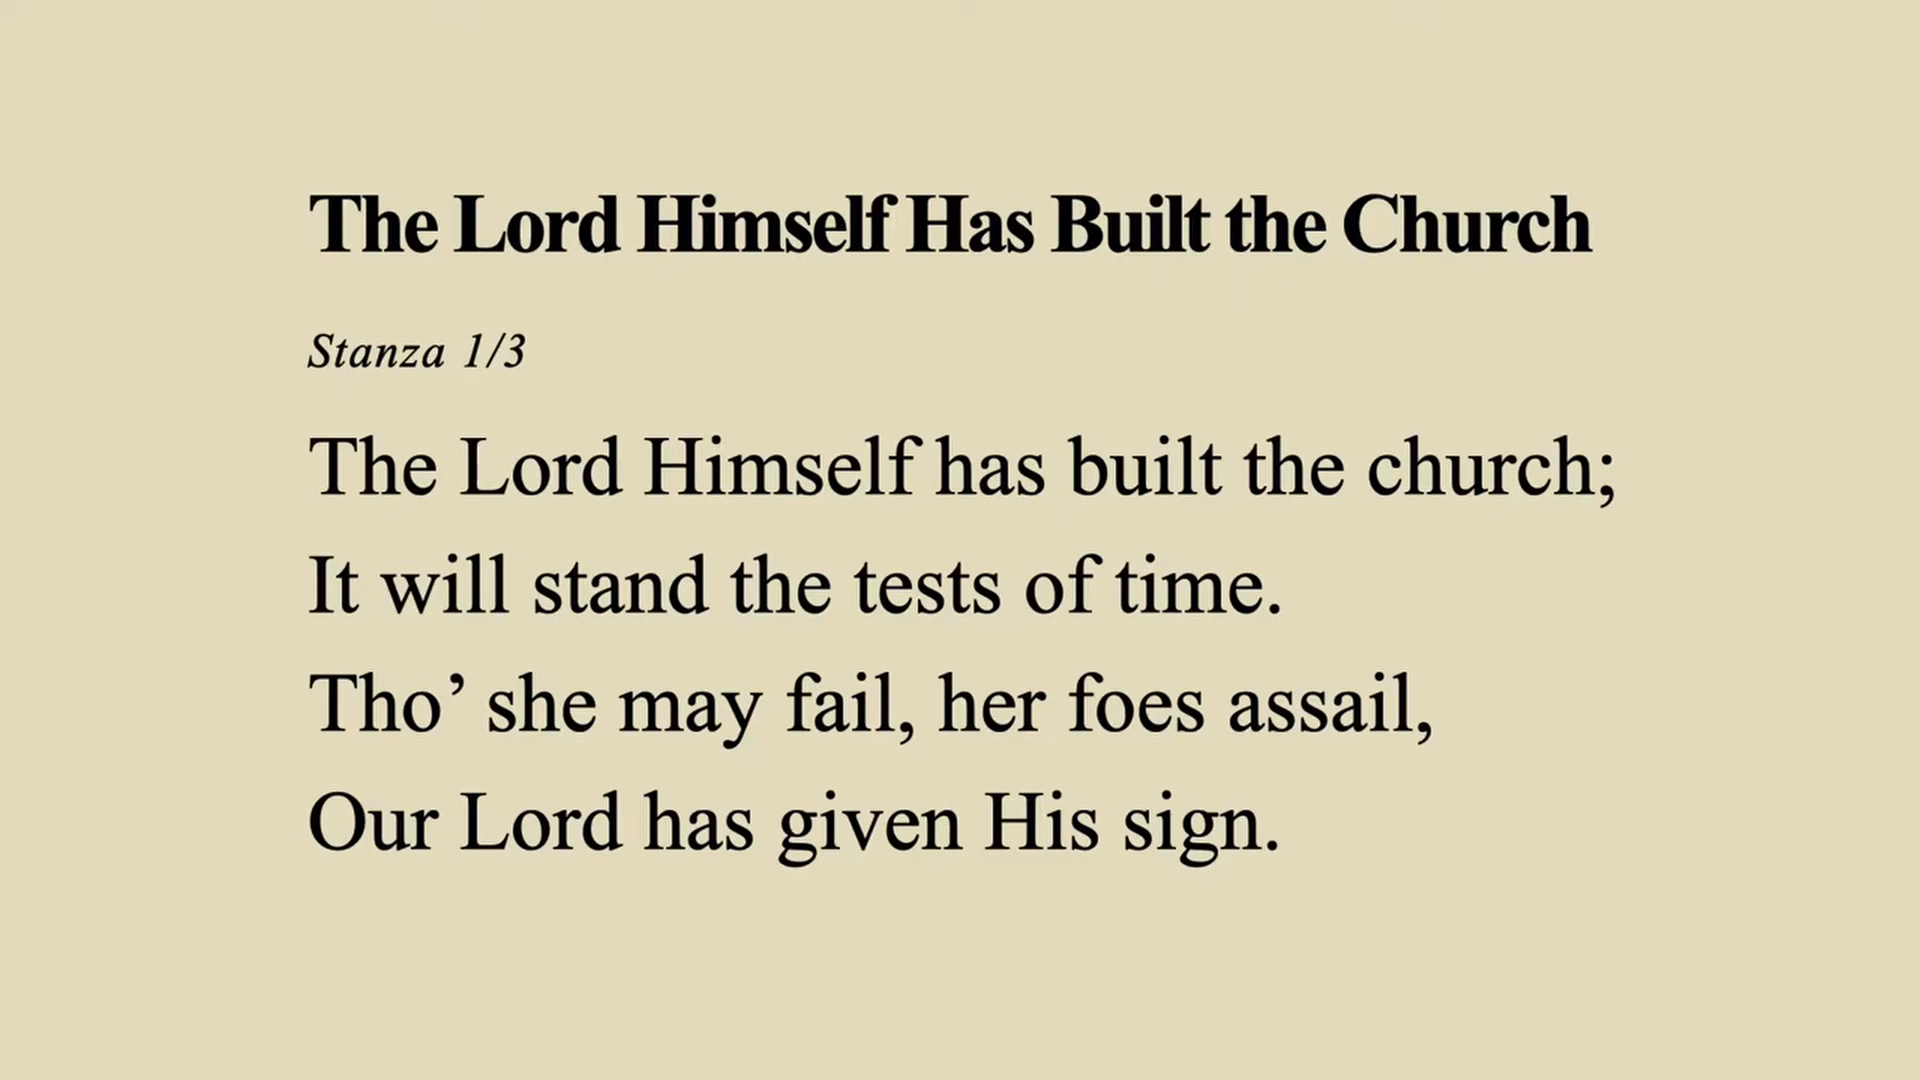 The Lord Himself Has Built the Church
Stanza 1/3
The Lord Himself has built the church;
It will stand the tests of time.
Tho’ she may fail, her foes assail,
Our Lord has given His sign.